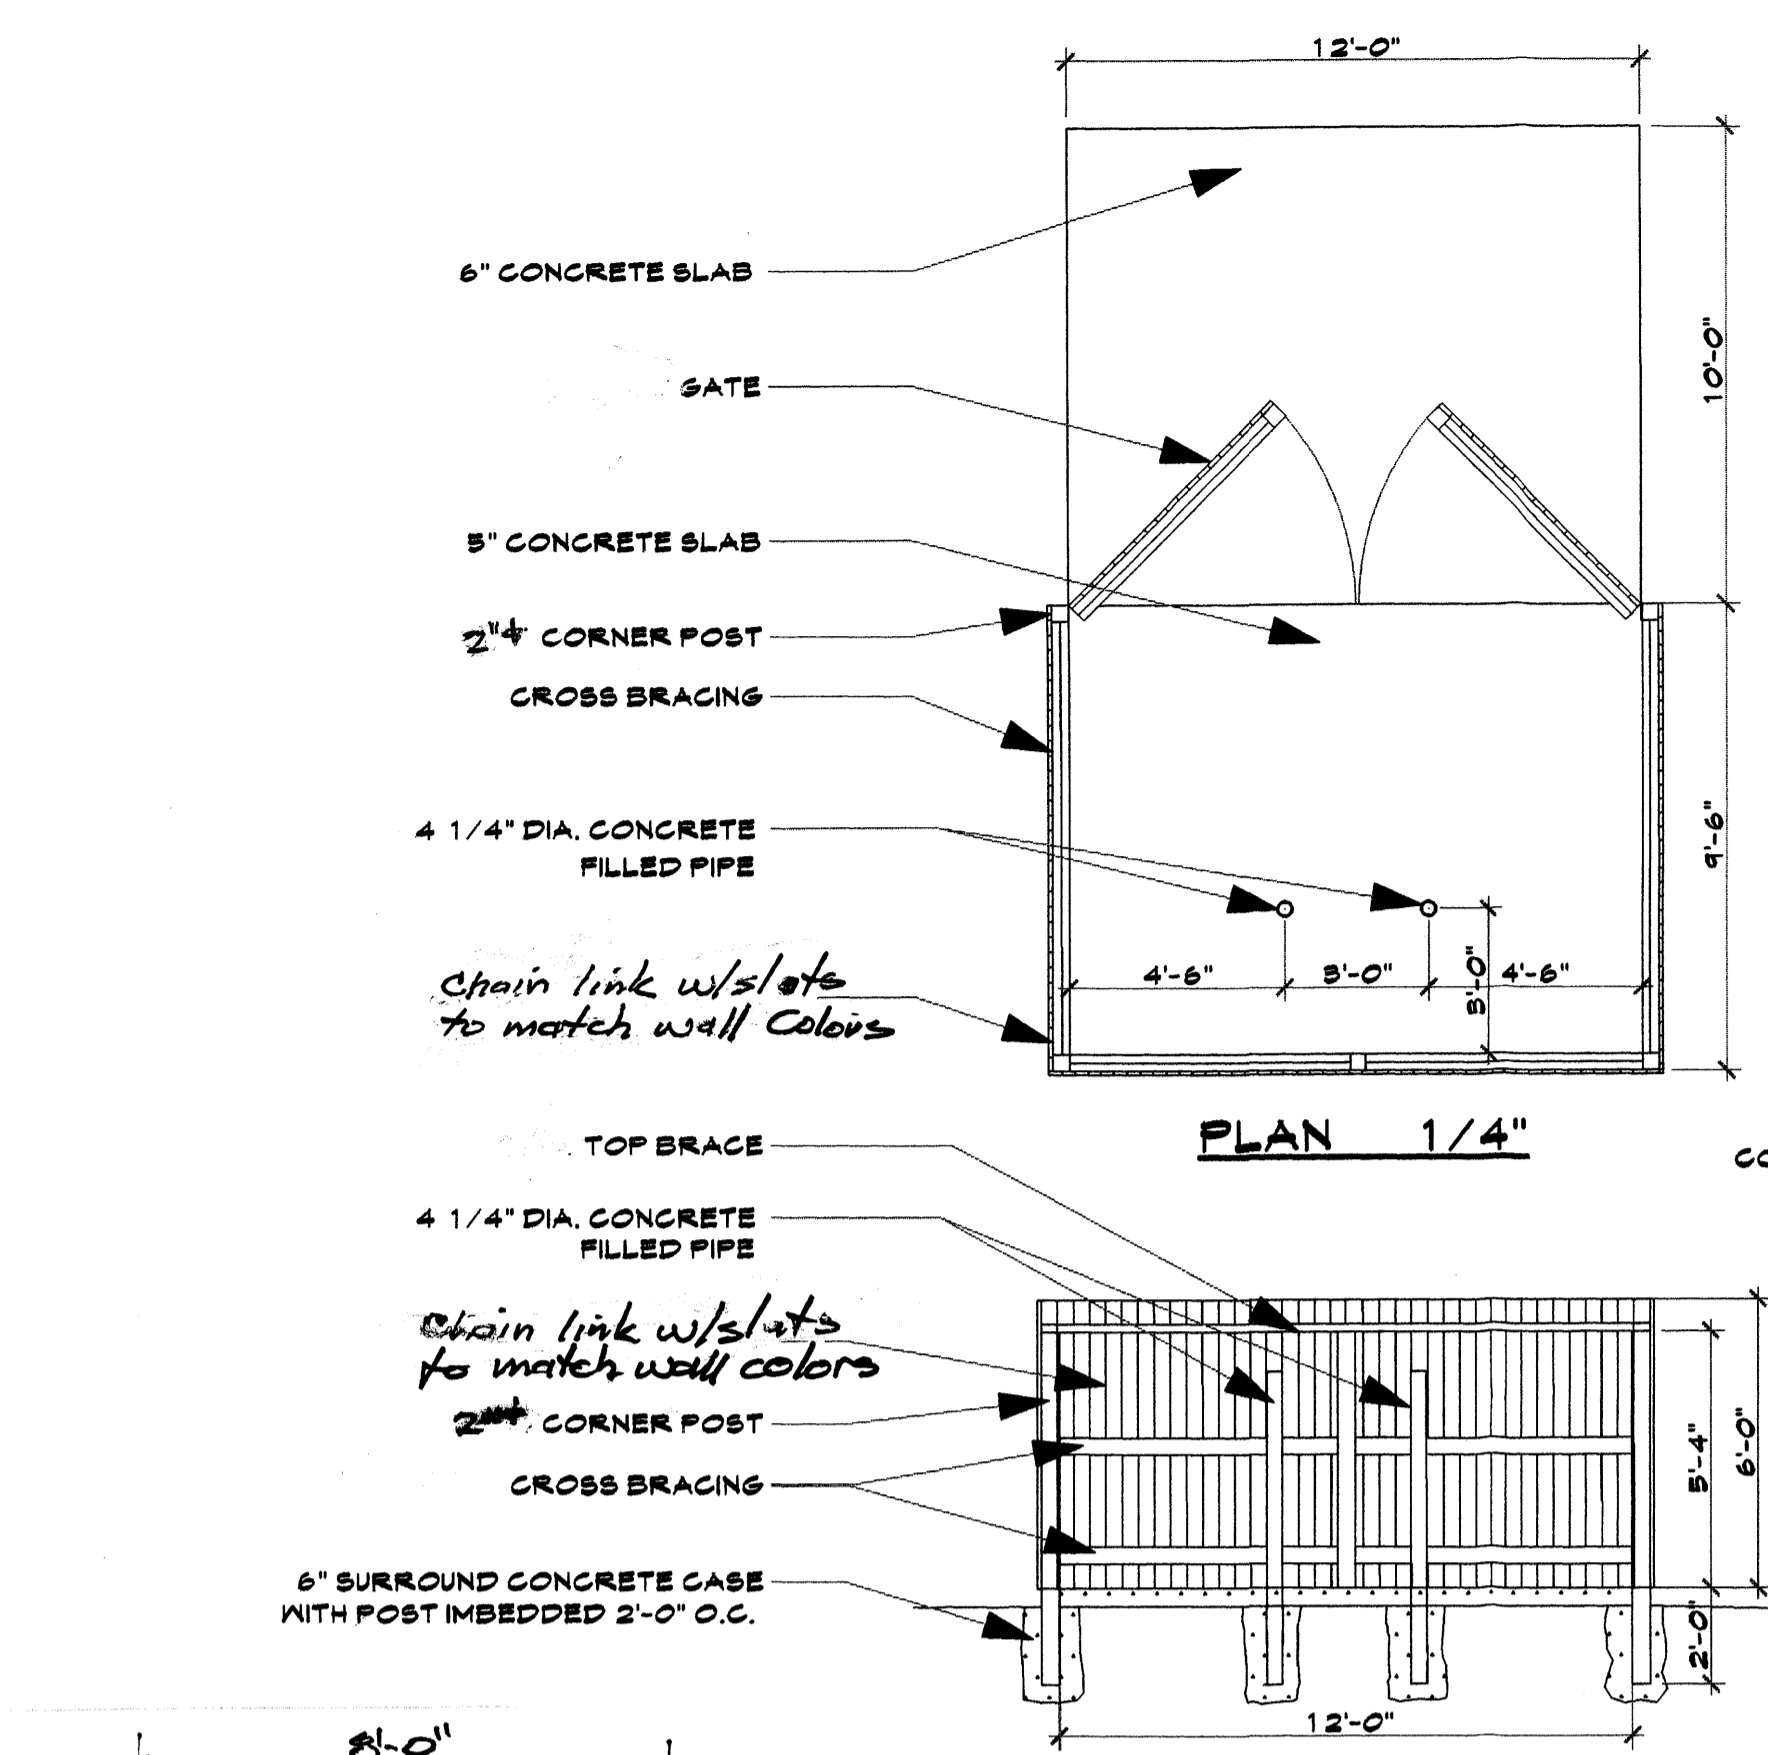 12'-0"
6" CONCRETE SLAB
10'-0"
GATE
5" CONCRETE SLAB
CORNER POST
CROSS BRACING
4 1/4" DIA. CONCRETE
FILLED PIPE
9'-6"
Chain link w/slats
to match wall Colors
4'-6" 3'-0" 3'-0" 4'-6"
PLAN 1/4"
TOP BRACE
4 1/4" DIA. CONCRETE
FILLED PIPE
Chain link w/slats
to match wall colors
CORNER POST
CROSS BRACING
5'-4"
6'-0"
6" SURROUND CONCRETE CASE
WITH POST IMBEDDED 2'-0" O.C.
2'-0"
12'-0"
8'-0"